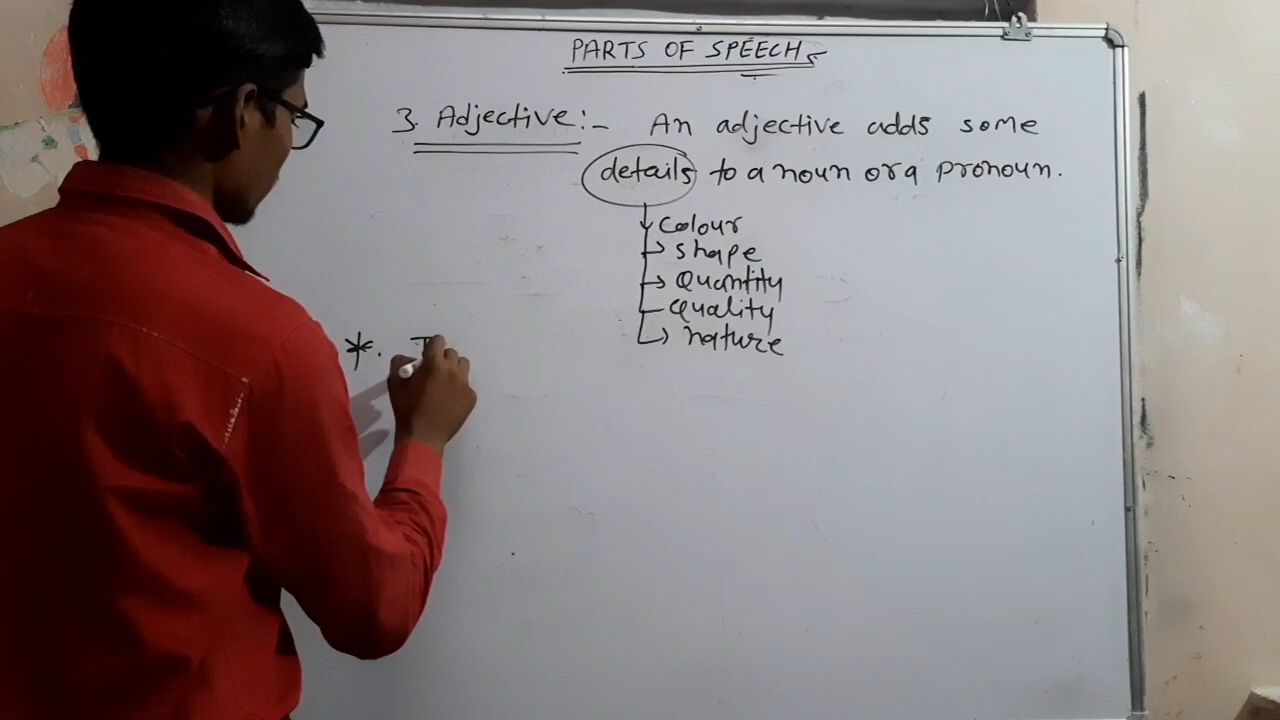 PARTS OF SPEECH
3. Adjective:- An adjective adds some
details to a noun or a pronoun.
Colour
shape
Quantity
Quality
nature
*. T